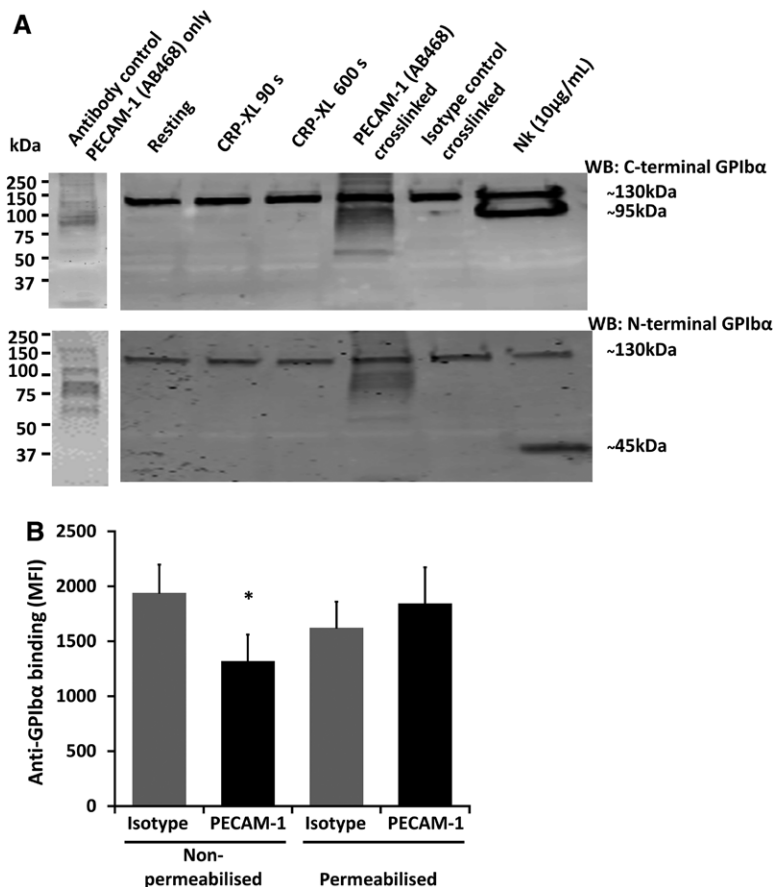 A
Antibody control
PECAM-1 (AB468) only
Resting
CRP-XL 90 s
CRP-XL 600 s
PECAM-1 (AB468)
crosslinked
Isotype control
crosslinked
Nk (10µg/mL)
kDa
WB: C-terminal GPIbα
250
150
100
75
50
37
~130kDa
~95kDa
WB: N-terminal GPIbα
250
150
100
75
50
37
~130kDa
~45kDa
B
Anti-GPIbα binding (MFI)
2500
2000
1500
1000
500
0
*
Isotype PECAM-1 Isotype PECAM-1
Non-
permeabilised Permeabilised